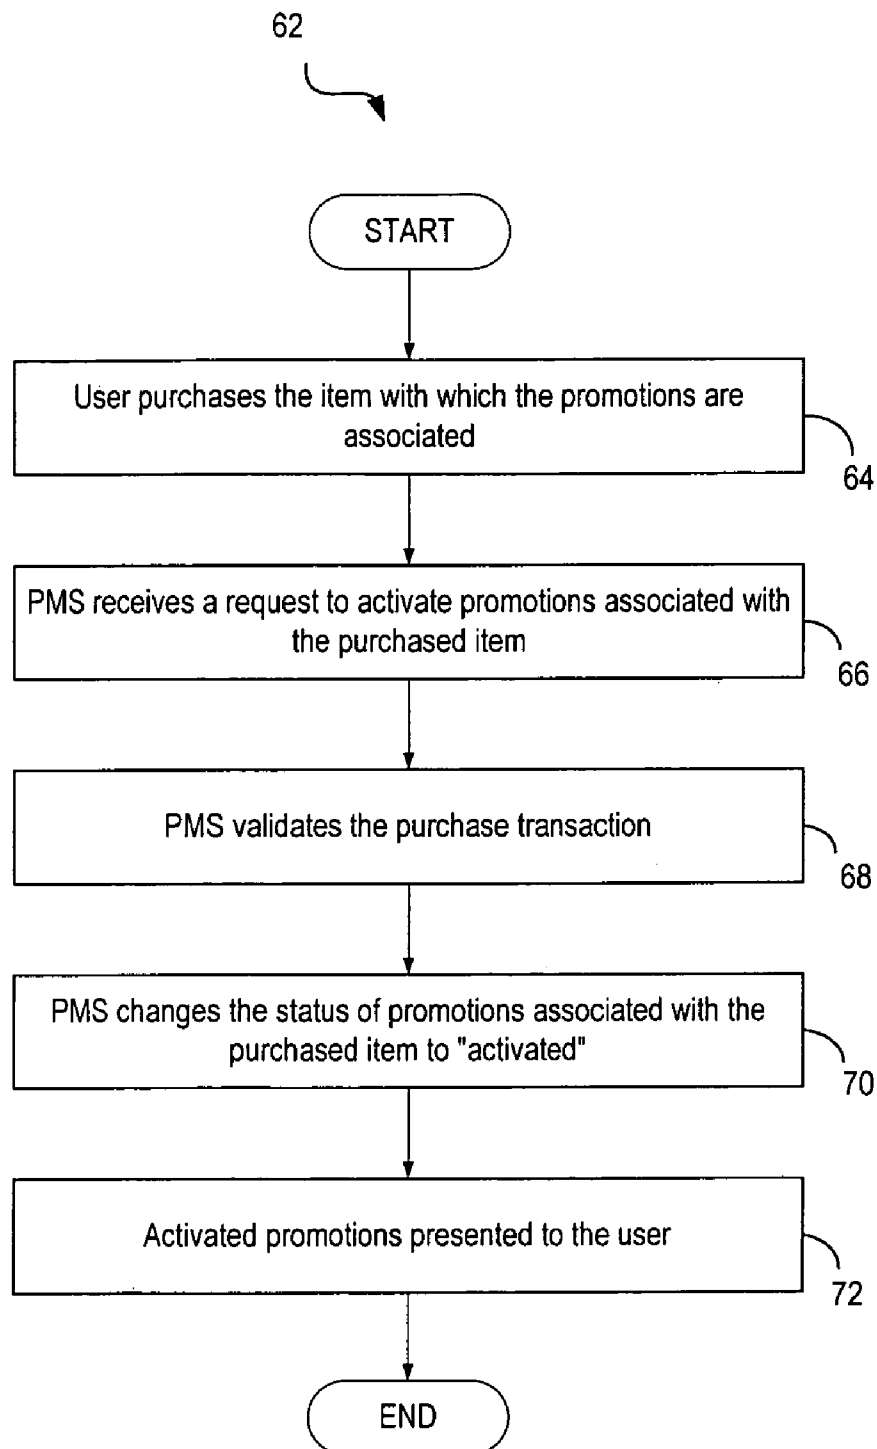 62
START
User purchases the item with which the promotions are
associated
64
PMS receives a request to activate promotions associated with
the purchased item
66
PMS validates the purchase transaction
68
PMS changes the status of promotions associated with the
purchased item to "activated"
70
Activated promotions presented to the user
72
END